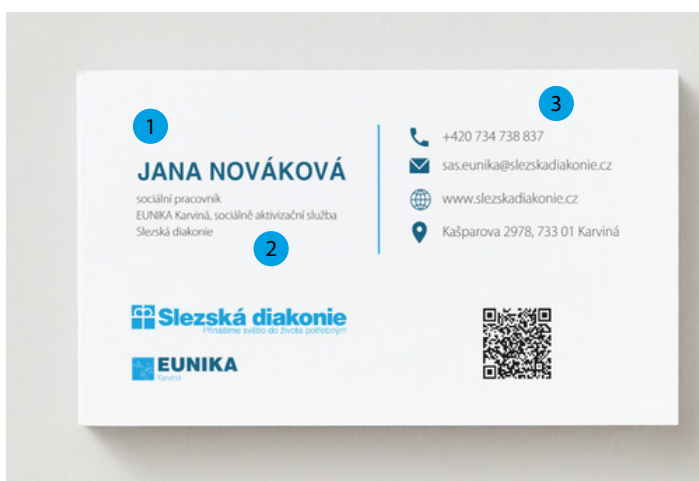 1
JANA NOVÁKOVÁ
sociální pracovník
EUNIKA Karviná, sociálně aktivizační služba
Slezská diakonie
2
3
+420 734 738 837
sas.eunika@slezskadiakonie.cz
www.slezskadiakonie.cz
Kašparova 2978, 733 01 Karviná
Slezská diakonie
Přinášíme světlo do života potřebným
EUNIKA
Karviná